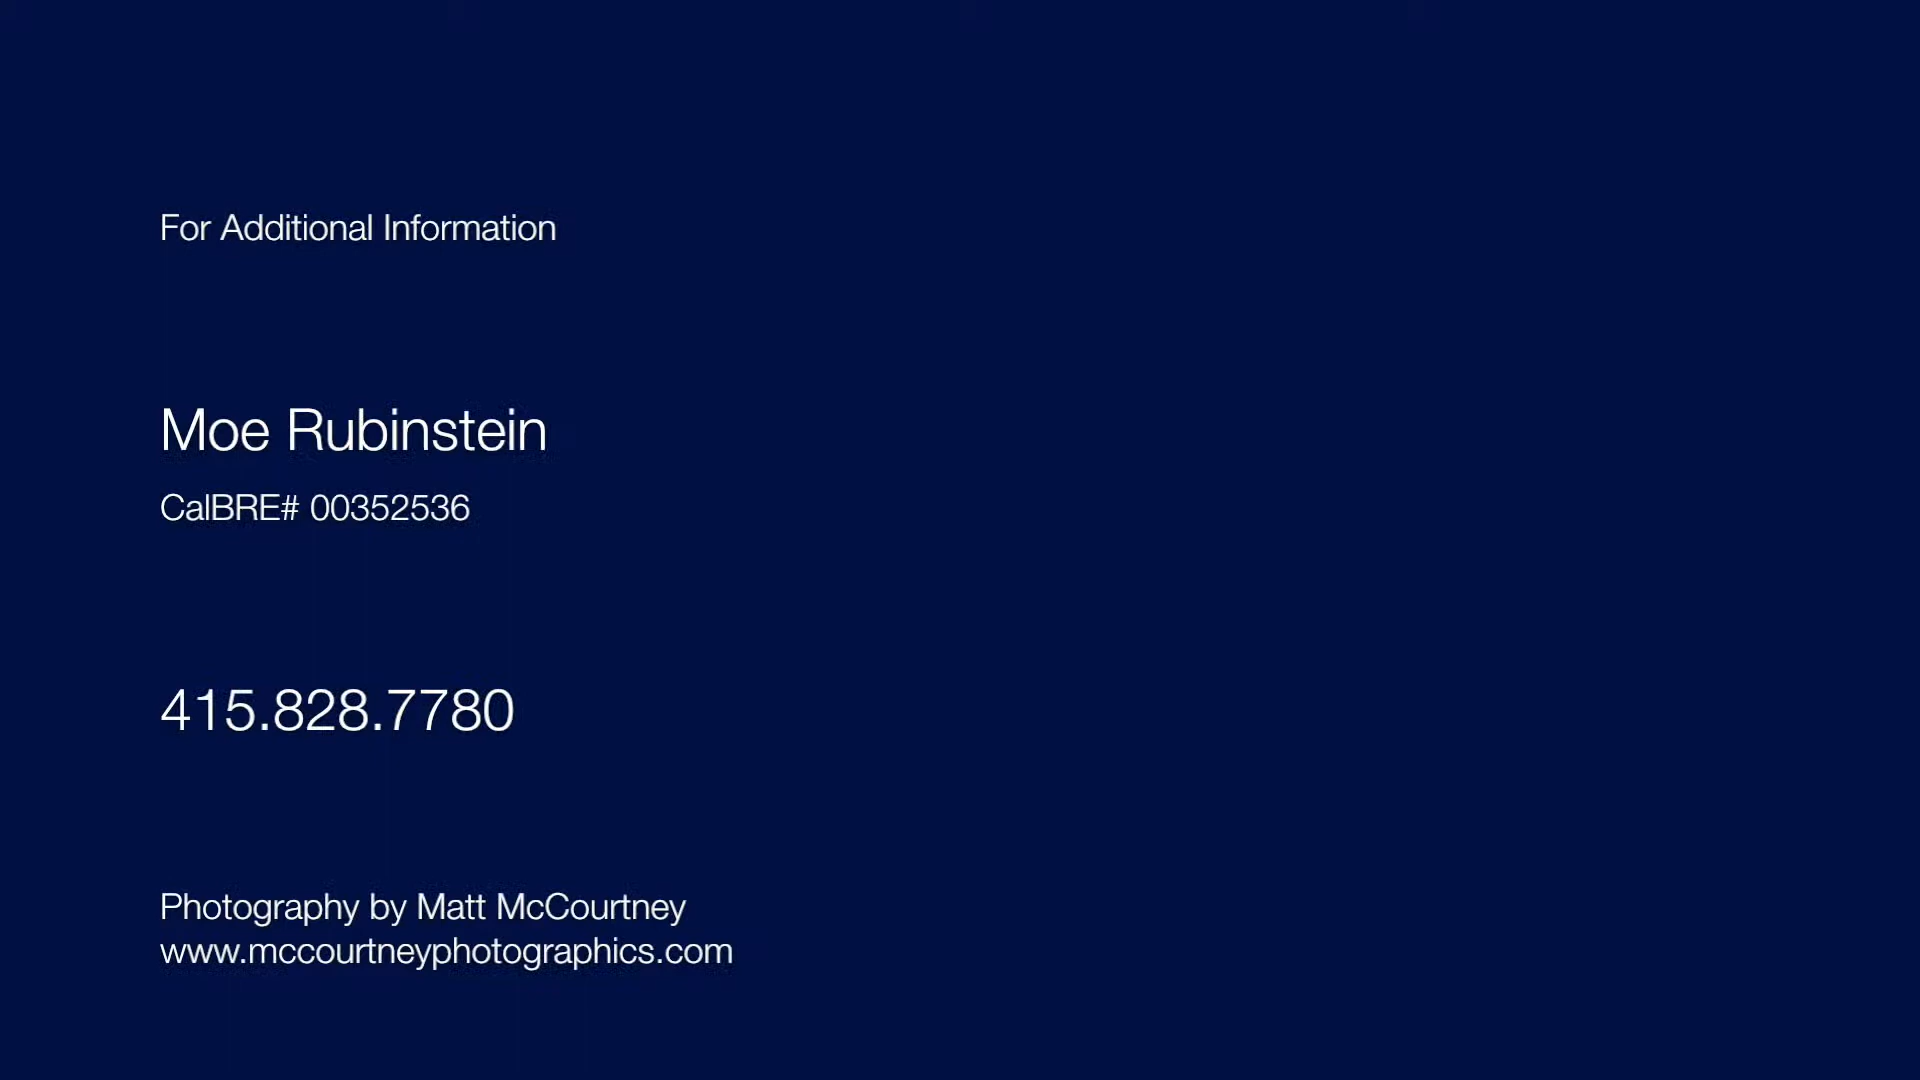 For Additional Information
Moe Rubinstein
CalBRE# 00352536
415.828.7780
Photography by Matt McCourtney
www.mccourtneyphotographics.com